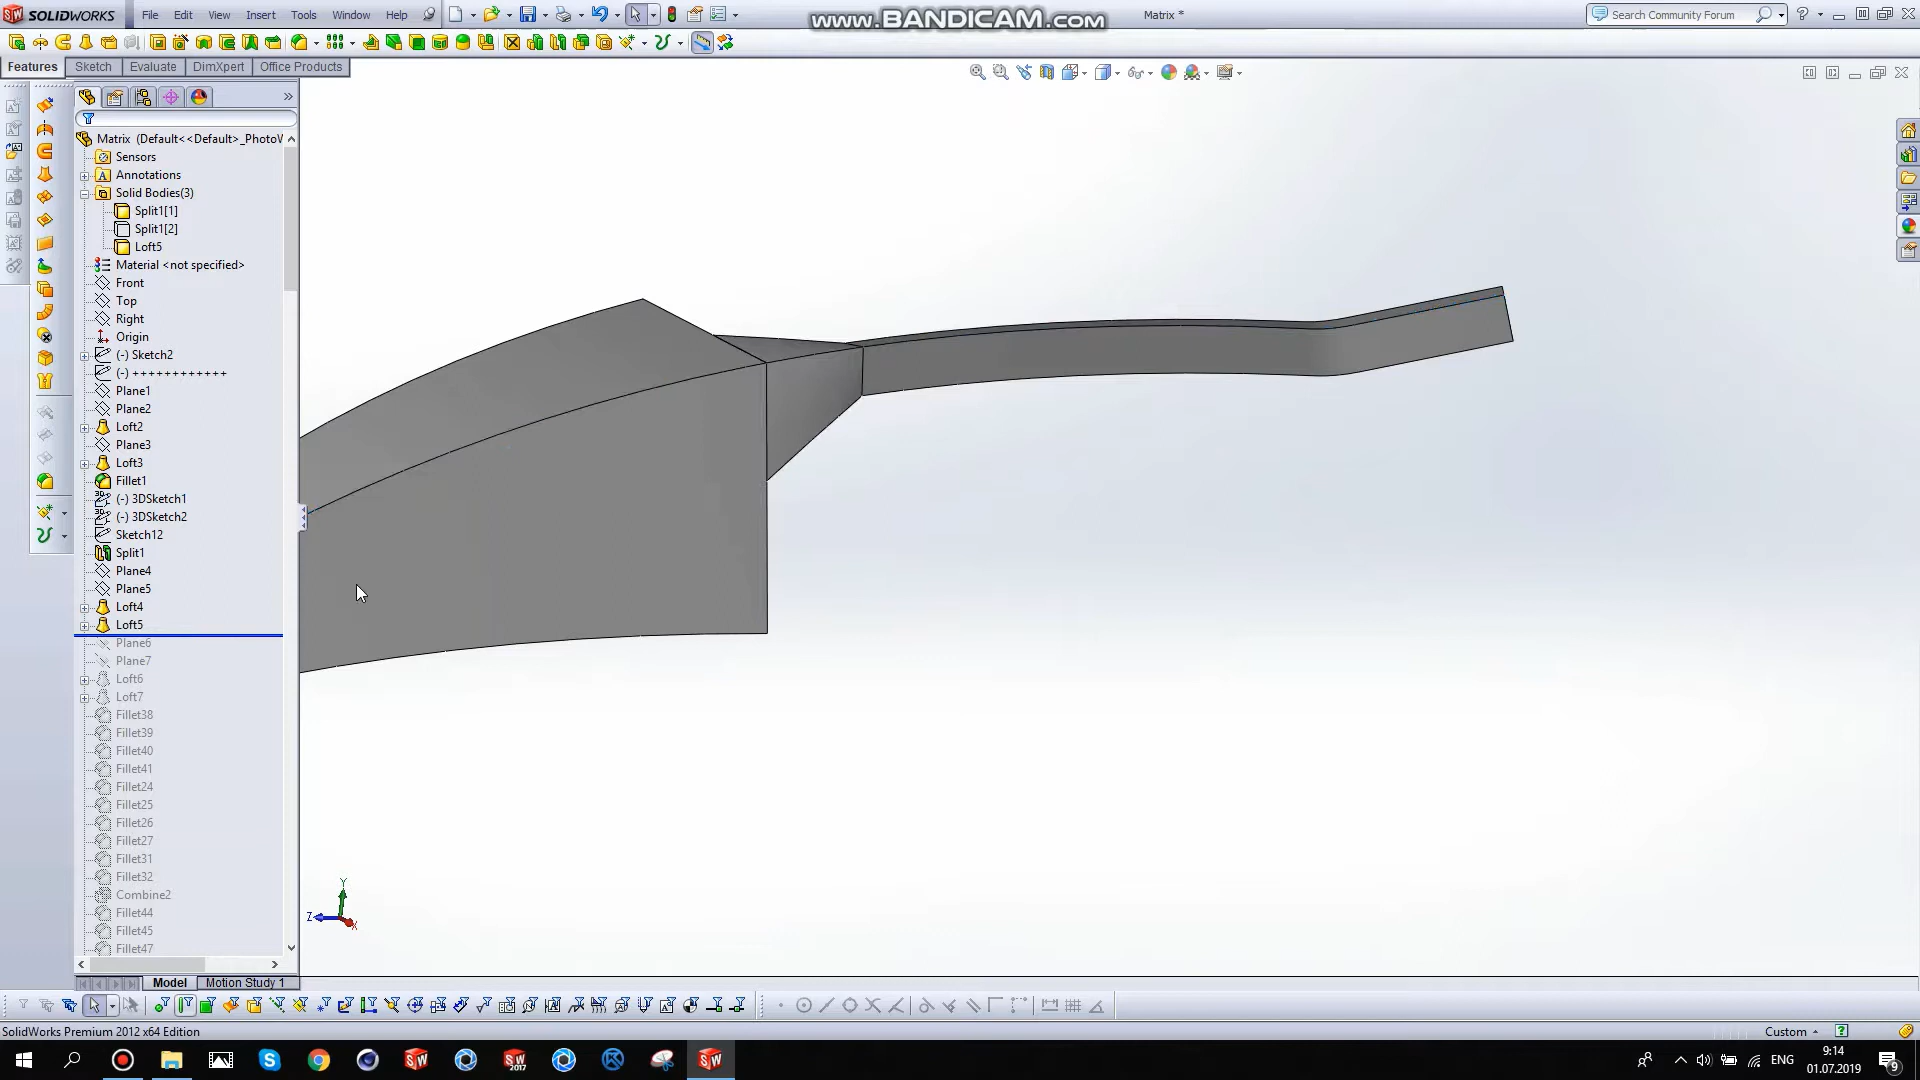 SOLIDWORKS File Edit View Insert Tools Window Help www.BANDICAM.com Matrix * Search Community Forum
Features Sketch Evaluate DimXpert Office Products
Matrix (Default<<Default>_PhotoW
Sensors
Annotations
Solid Bodies(3)
Split1[1]
Split1[2]
Loft5
Material <not specified>
Front
Top
Right
Origin
(-) Sketch2
(-) ++++++++++++
Plane1
Plane2
Loft2
Plane3
Loft3
Fillet1
(-) 3DSketch1
(-) 3DSketch2
Sketch12
Split1
Plane4
Plane5
Loft4
Loft5
Plane6
Plane7
Loft6
Loft7
Fillet38
Fillet39
Fillet40
Fillet41
Fillet24
Fillet25
Fillet26
Fillet27
Fillet31
Fillet32
Combine2
Fillet44
Fillet45
Fillet47
Y
Z
X
Model Motion Study 1
SolidWorks Premium 2012 x64 Edition Custom
ENG
9:14
01.07.2019
2017
9